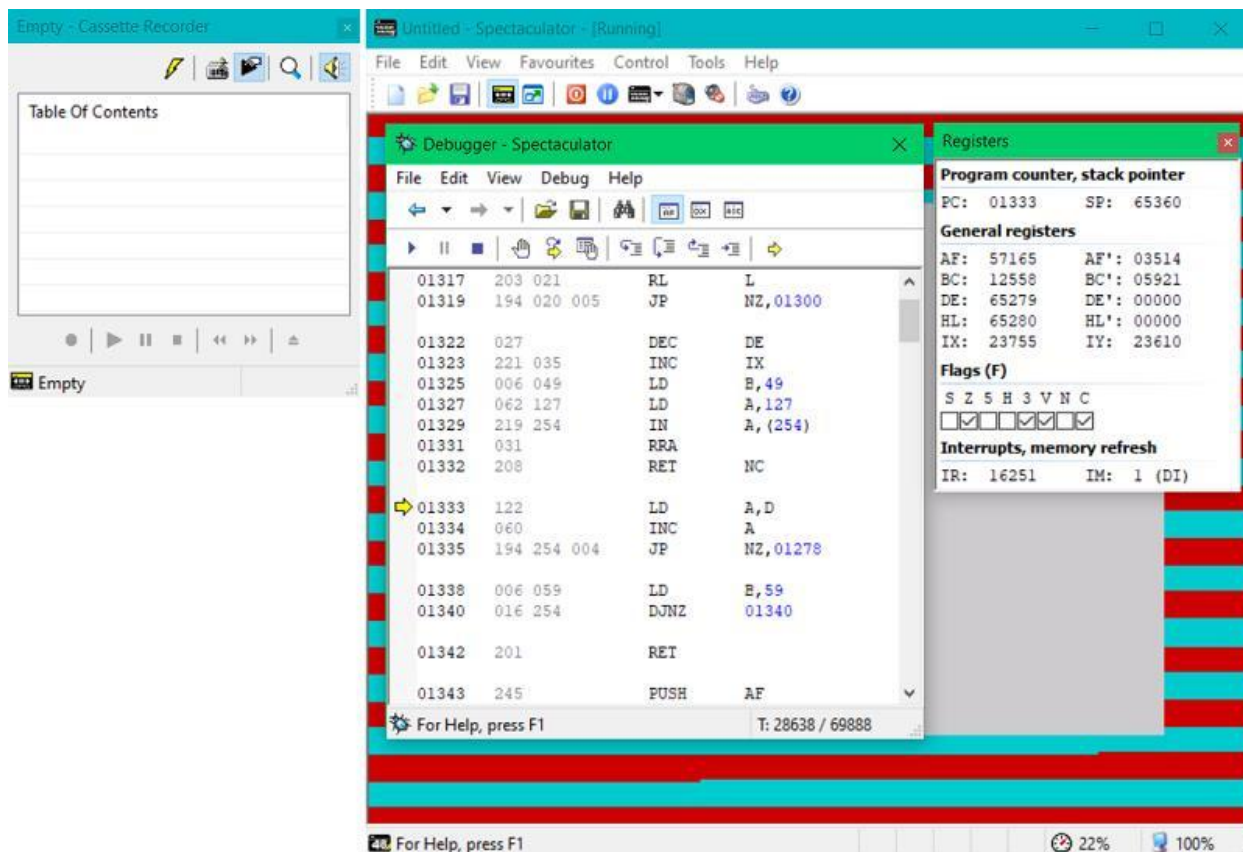 Empty - Cassette Recorder
Table Of Contents
Empty
Untitled - Spectaculator - [Running]
File Edit View Favourites Control Tools Help
Debugger - Spectaculator
File Edit View Debug Help
01317 203 021 RL L
01319 194 020 005 JP NZ,01300
01322 027 DEC DE
01323 221 035 INC IX
01325 006 049 LD B,49
01327 062 127 LD A,127
01329 219 254 IN A,(254)
01331 031 RRA
01332 208 RET NC
01333 122 LD A,D
01334 060 INC A
01335 194 254 004 JP NZ,01278
01338 006 059 LD B,59
01340 016 254 DJNZ 01340
01342 201 RET
01343 245 PUSH AF
For Help, press F1 T: 28638 / 69888
Registers
Program counter, stack pointer
PC: 01333 SP: 65360
General registers
AF: 57165 AF': 03514
BC: 12558 BC': 05921
DE: 65279 DE': 00000
HL: 65280 HL': 00000
IX: 23755 IY: 23610
Flags (F)
S Z 5 H 3 V N C
Interrupts, memory refresh
IR: 16251 IM: 1 (DI)
For Help, press F1 22% 100%